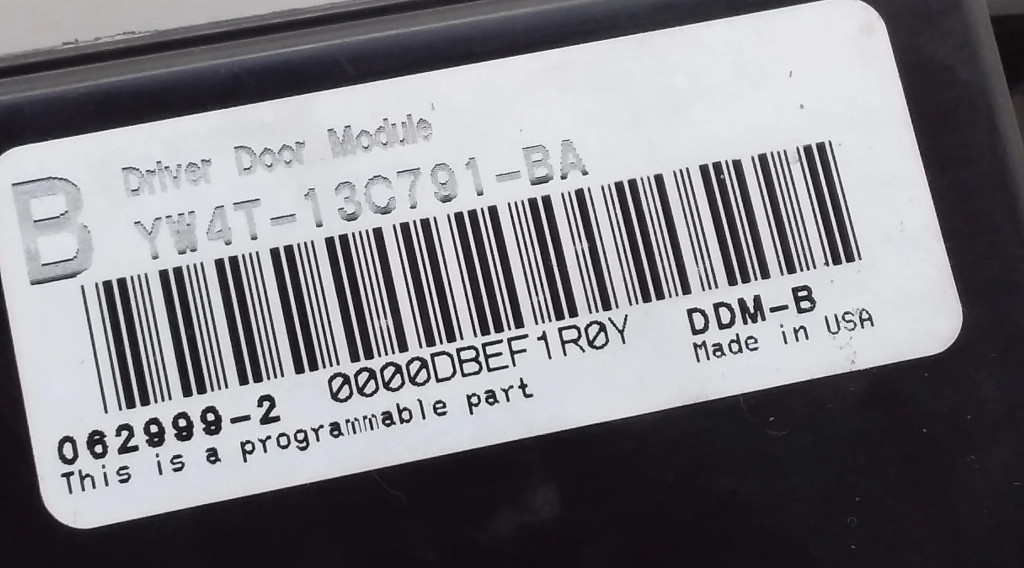 B
Driver Door Module
YW4T-13C791-BA
062999-2 0000DBEF1R0Y DDM-B
This is a programmable part Made in USA